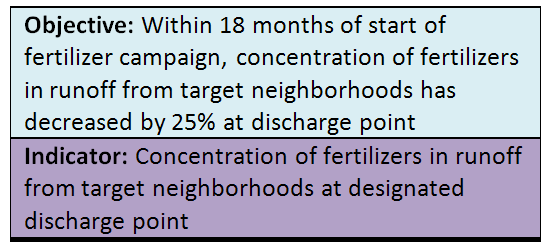 Objective: Within 18 months of start of
fertilizer campaign, concentration of fertilizers
in runoff from target neighborhoods has
decreased by 25% at discharge point
Indicator: Concentration of fertilizers in runoff
from target neighborhoods at designated
discharge point